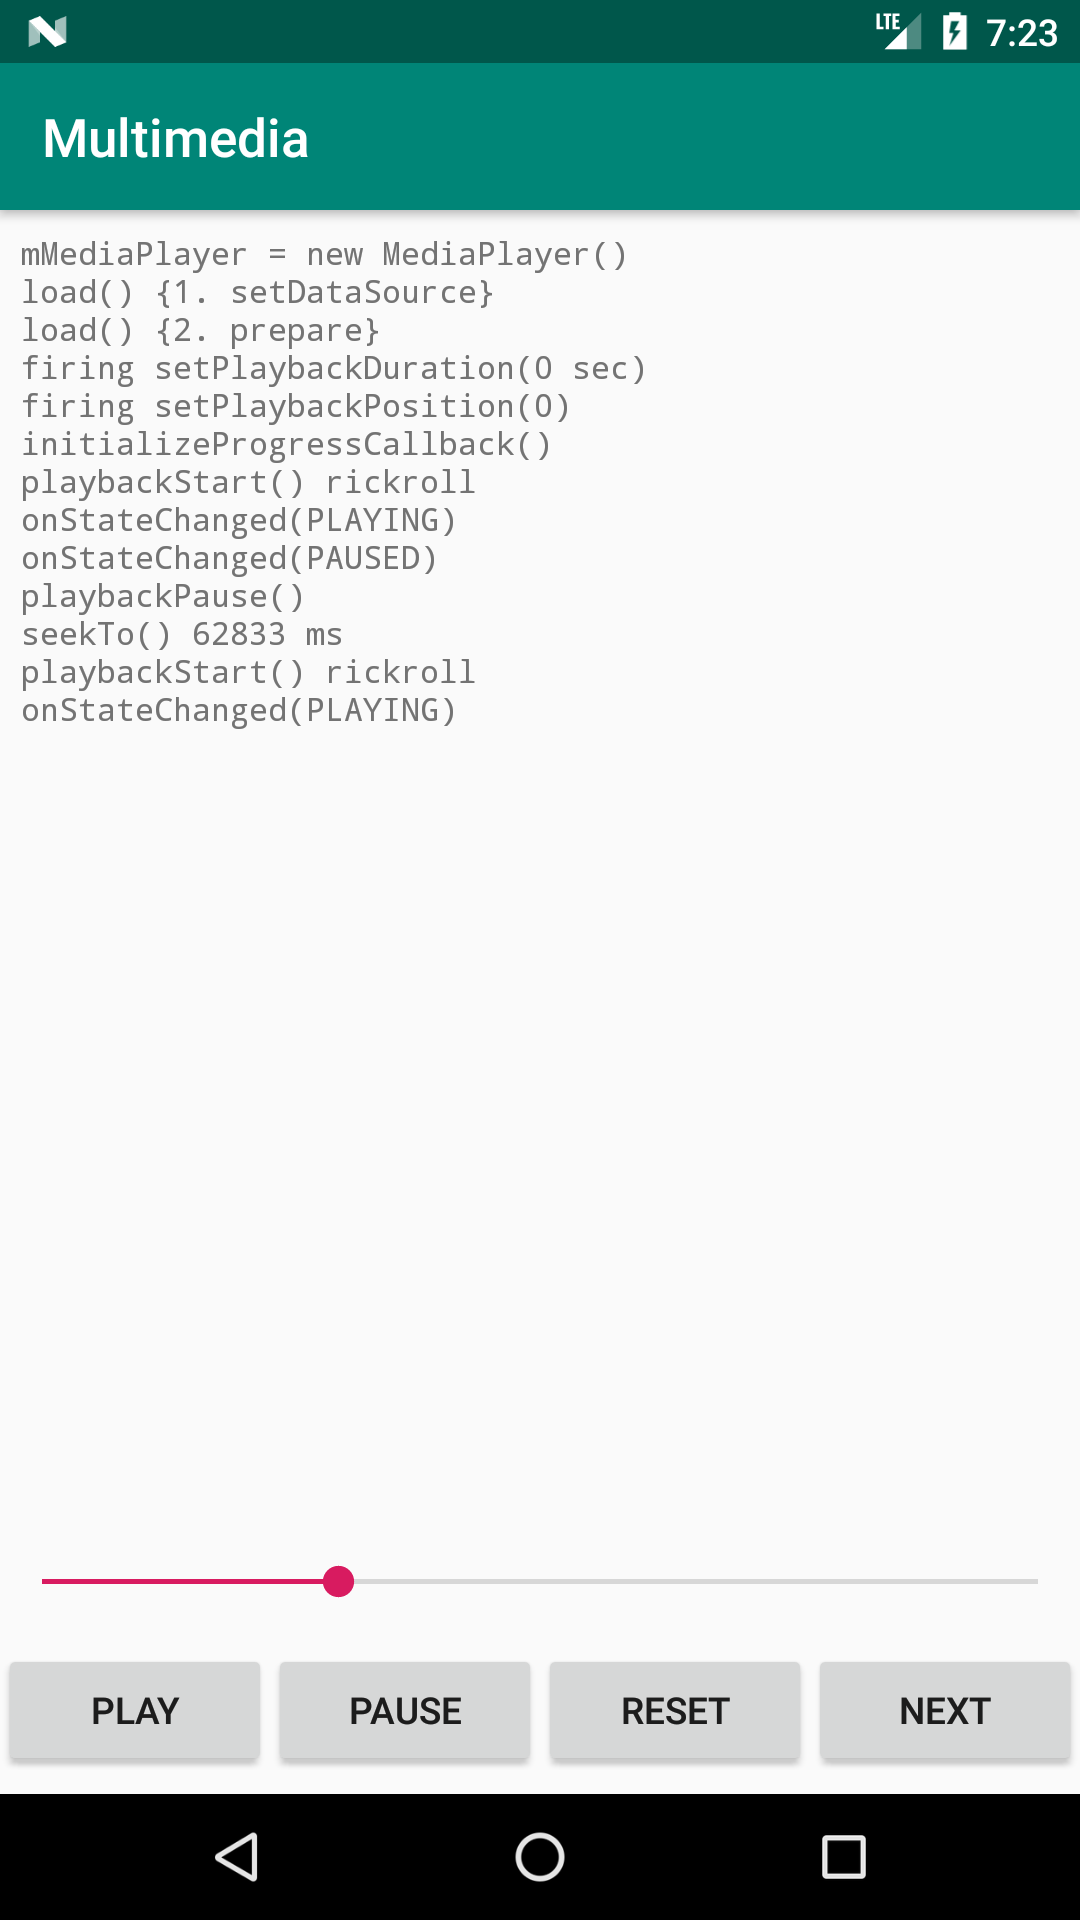 LTE 7:23
Multimedia
mMediaPlayer = new MediaPlayer()
load() {1. setDataSource}
load() {2. prepare}
firing setPlaybackDuration(0 sec)
firing setPlaybackPosition(0)
initializeProgressCallback()
playbackStart() rickroll
onStateChanged(PLAYING)
onStateChanged(PAUSED)
playbackPause()
seekTo() 62833 ms
playbackStart() rickroll
onStateChanged(PLAYING)
PLAY PAUSE RESET NEXT